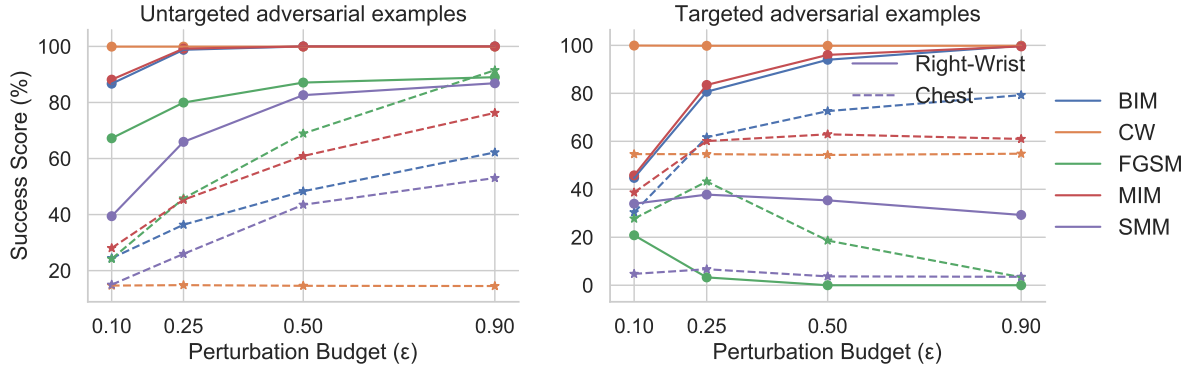 Untargeted adversarial examples
Success Score (%)
100
80
60
40
20
0.10 0.25 0.50 0.90
Perturbation Budget (ε)
Targeted adversarial examples
100
80
60
40
20
0
0.10 0.25 0.50 0.90
Perturbation Budget (ε)
Right-Wrist
Chest
BIM
CW
FGSM
MIM
SMM